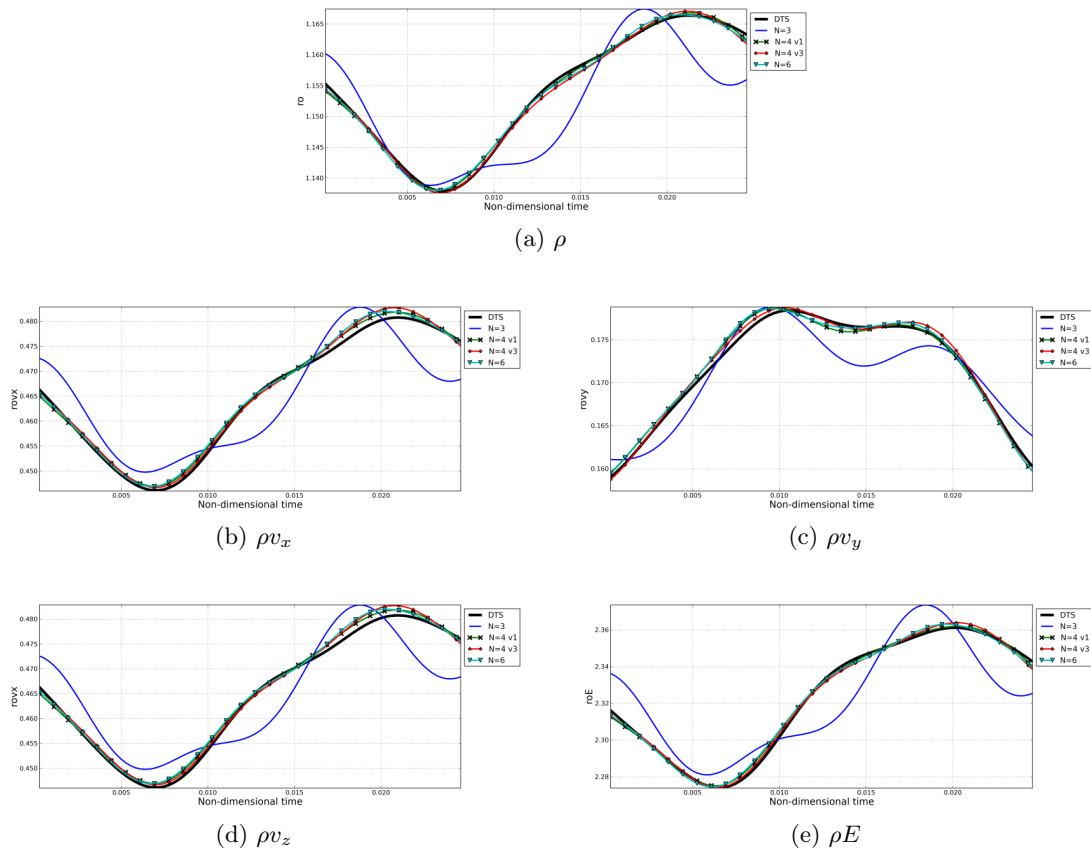 1.165
1.160
1.155
1.150
1.145
1.140
ro
0.005
0.010
0.015
0.020
Non-dimensional time
DTS
N=3
N=4 v1
N=4 v3
N=6
(a) ρ
0.480
0.475
0.470
0.465
0.460
0.455
0.450
rovx
0.005
0.010
0.015
0.020
Non-dimensional time
DTS
N=3
N=4 v1
N=4 v3
N=6
(b) ρv_x
0.175
0.170
0.165
0.160
rovy
0.005
0.010
0.015
0.020
Non-dimensional time
DTS
N=3
N=4 v1
N=4 v3
N=6
(c) ρv_y
0.480
0.475
0.470
0.465
0.460
0.455
0.450
rovx
0.005
0.010
0.015
0.020
Non-dimensional time
DTS
N=3
N=4 v1
N=4 v3
N=6
(d) ρv_z
2.36
2.34
2.32
2.30
2.28
roE
0.005
0.010
0.015
0.020
Non-dimensional time
DTS
N=3
N=4 v1
N=4 v3
N=6
(e) ρE